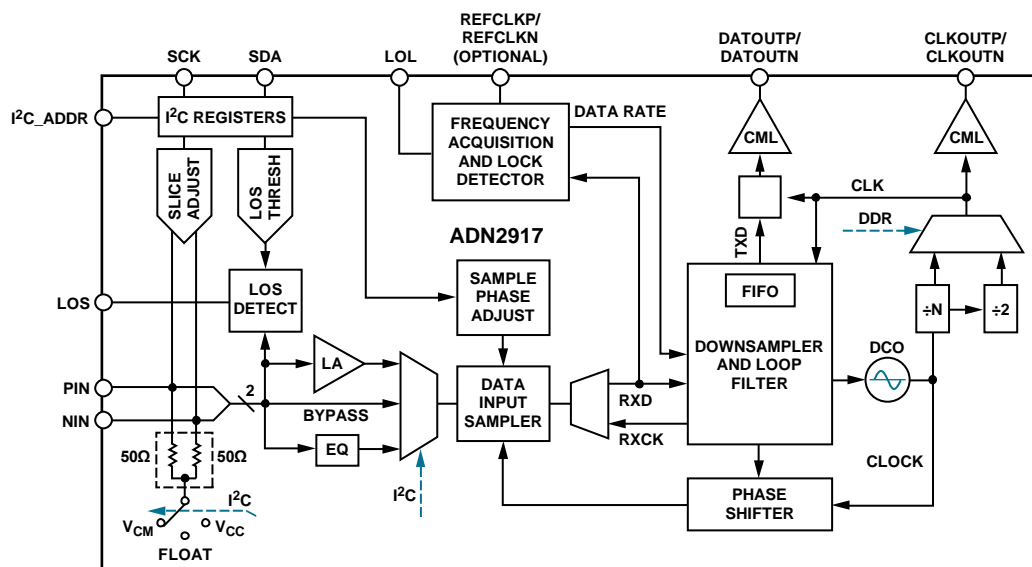 REFCLKP/
REFCLKN
(OPTIONAL)
DATOUTP/
DATOUTN
CLKOUTP/
CLKOUTN
SCK
SDA
LOL
I²C_ADDR
I²C REGISTERS
FREQUENCY
ACQUISITION
AND LOCK
DETECTOR
DATA RATE
CML
CML
SLICE
ADJUST
LOS
THRESH
CLK
DDR
TXD
ADN2917
LOS
LOS
DETECT
SAMPLE
PHASE
ADJUST
FIFO
÷N
÷2
DOWNSAMPLER
AND LOOP
FILTER
DCO
LA
PIN
NIN
2
BYPASS
DATA
INPUT
SAMPLER
RXD
RXCK
EQ
50Ω
50Ω
I²C
I²C
CLOCK
PHASE
SHIFTER
VCM
VCC
FLOAT